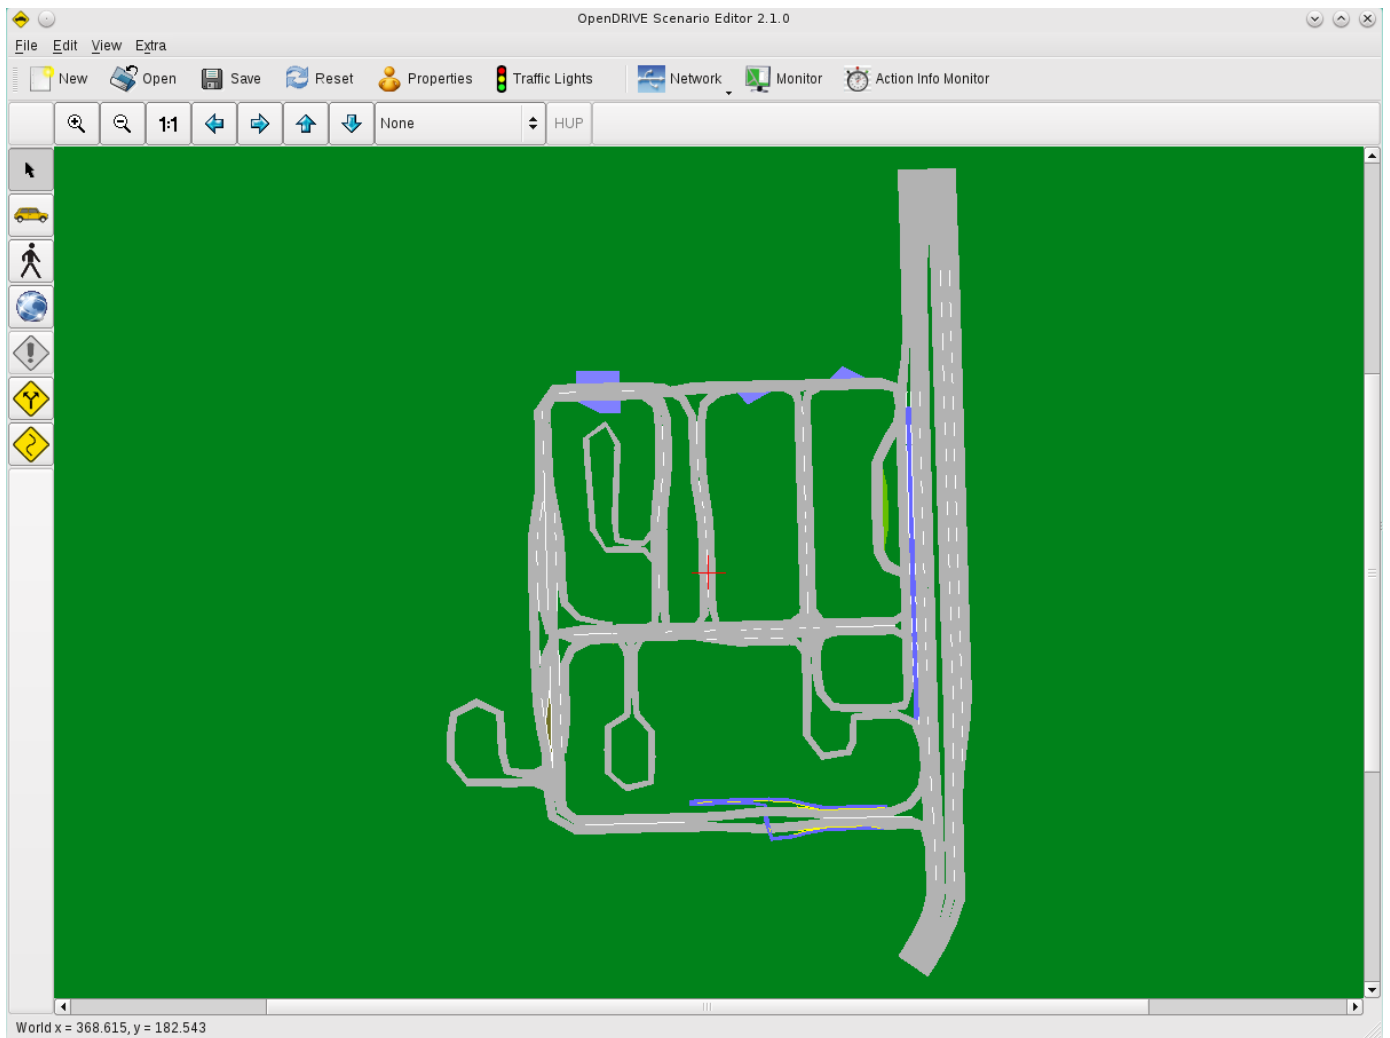 OpenDRIVE Scenario Editor 2.1.0
File Edit View Extra
New Open Save Reset Properties Traffic Lights Network Monitor Action Info Monitor
1:1 None HUP
World x = 368.615, y = 182.543